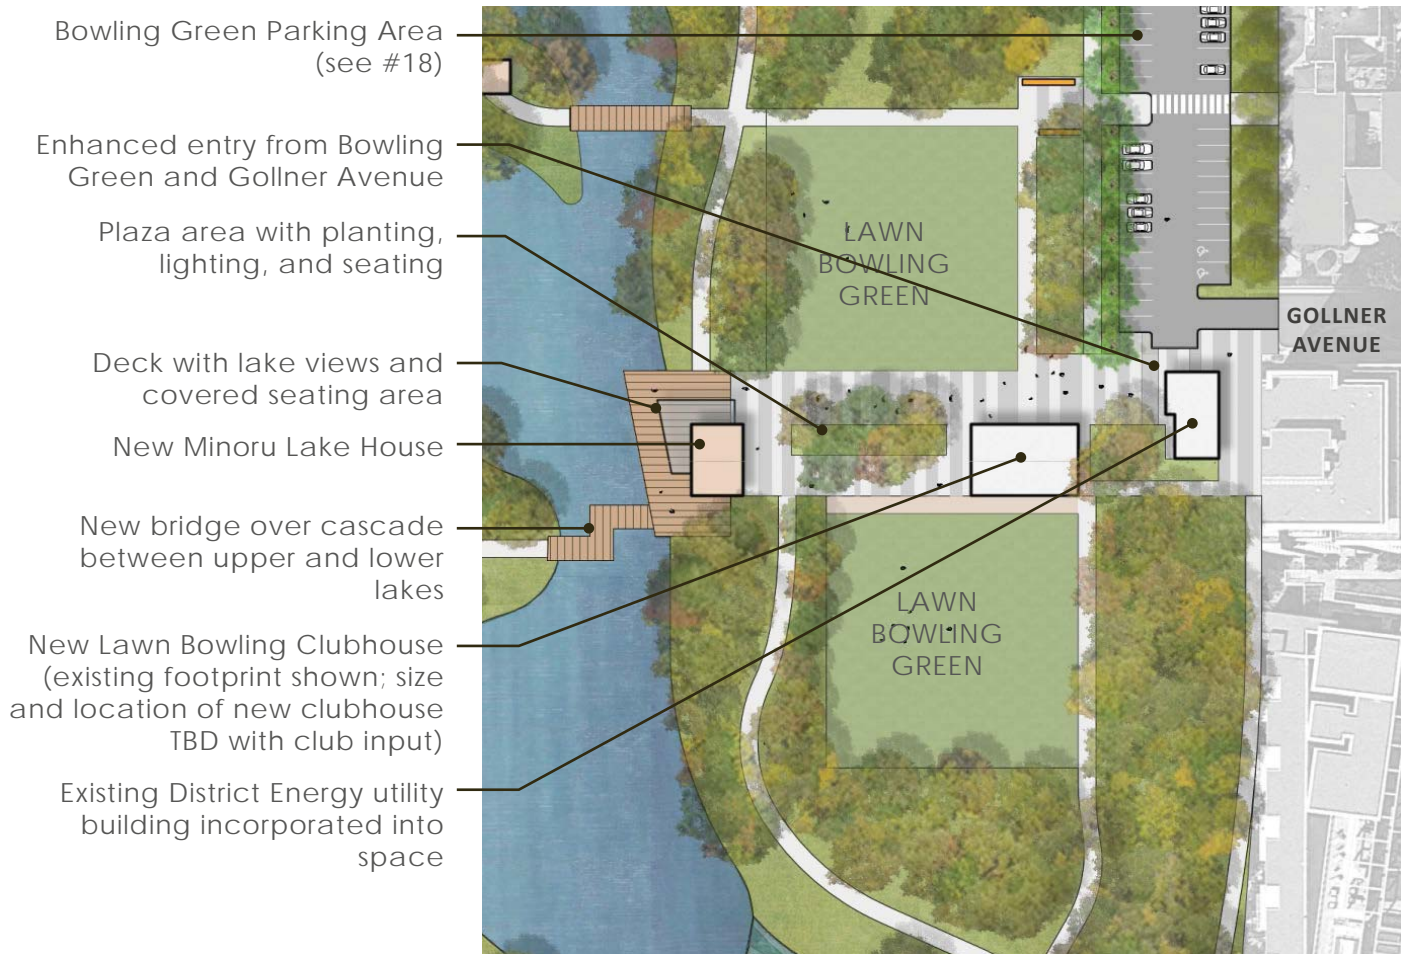 Bowling Green Parking Area
(see #18)
Enhanced entry from Bowling
Green and Gollner Avenue
Plaza area with planting,
lighting, and seating
Deck with lake views and
covered seating area
New Minoru Lake House
New bridge over cascade
between upper and lower
lakes
New Lawn Bowling Clubhouse
(existing footprint shown; size
and location of new clubhouse
TBD with club input)
Existing District Energy utility
building incorporated into
space
LAWN
BOWLING
GREEN
GOLLNER
AVENUE
LAWN
BOWLING
GREEN